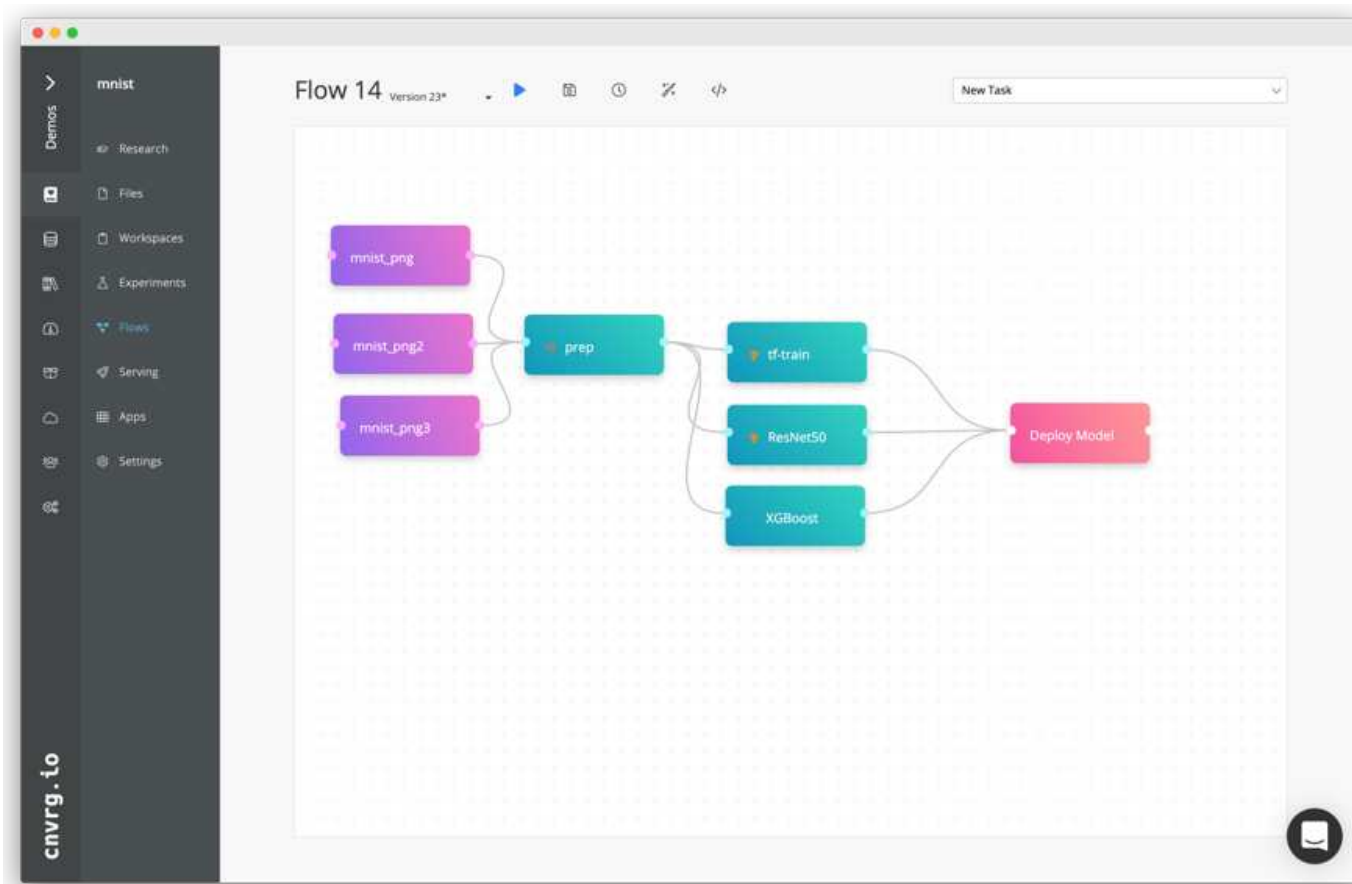 mnist
Demos
Research
Files
Workspaces
Experiments
Flows
Serving
Apps
Settings
cnvrg.io
Flow 14 Version 23*
</>
New Task
mnist_png
mnist_png2
mnist_png3
prep
tf-train
ResNet50
XGBoost
Deploy Model